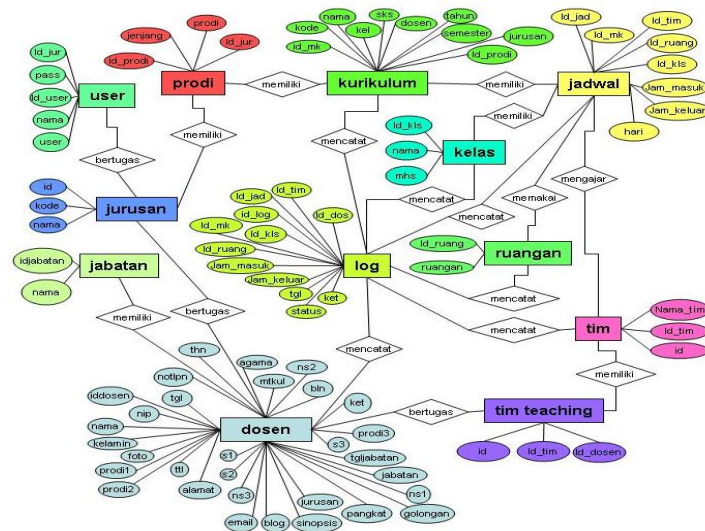 Id_jur
pass
Id_user
nama
user
user
jenjang
prodi
Id_jur
id_prodi
prodi
memiliki
kode
nama
kel
sks
dosen
tahun
semester
jurusan
id_mk
Id_prodi
kurikulum
memiliki
Id_jad
Id_mk
Id_tim
Id_ruang
Id_kls
Jam_masuk
Jam_keluar
hari
jadwal
bertugas
memiliki
mencatat
memiliki
Id_kls
nama
mhs
kelas
mengajar
id
kode
nama
jurusan
mencatat
mencatat
memakai
idjabatan
nama
jabatan
Id_jad
Id_tim
id_log
Id_dos
Id_mk
Id_kls
Id_ruang
Jam_masuk
Jam_keluar
tgl
ket
status
log
Id_ruang
ruangan
ruangan
mencatat
memiliki
bertugas
mencatat
mencatat
Nama_tim
Id_tim
id
tim
memiliki
thn
agama
ns2
notlpn
mtkul
bln
tgl
iddosen
nip
nama
kelamin
foto
prodi1
prodi2
ttl
alamat
dosen
ket
prodi3
s3
tgljabatan
jabatan
ns1
golongan
pangkat
jurusan
sinopsis
blog
email
ns3
s2
s1
bertugas
tim teaching
id
Id_tim
Id_dosen